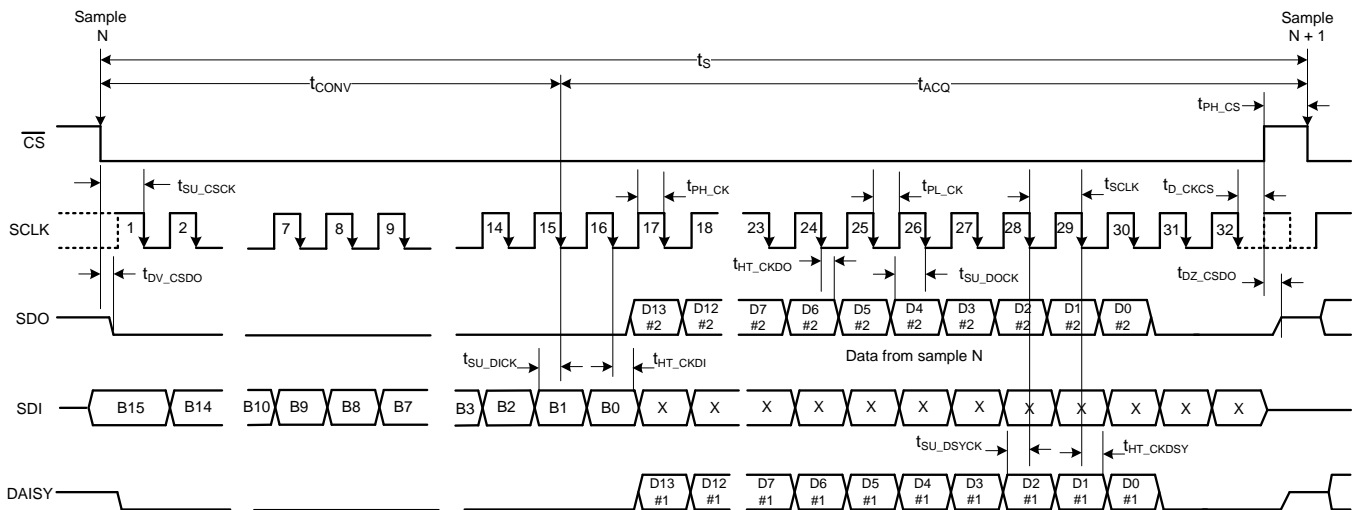 Sample
N
Sample
N + 1
tS
tCONV
tACQ
tPH_CS
CS
tSU_CSCK
tPH_CK
tPL_CK
tSCLK
tD_CKCS
SCLK
1 2 7 8 9 14 15 16 17 18 23 24 25 26 27 28 29 30 31 32
tDV_CSDO
tHT_CKDO
tSU_DOCK
tDZ_CSDO
SDO
D13 D12 D7 D6 D5 D4 D3 D2 D1 D0
#2 #2 #2 #2 #2 #2 #2 #2 #2 #2
Data from sample N
tSU_DICK
tHT_CKDI
SDI
B15 B14 B10 B9 B8 B7 B3 B2 B1 B0 X X X X X X X X X X X X
tSU_DSYCK
tHT_CKDSY
DAISY
D13 D12 D7 D6 D5 D4 D3 D2 D1 D0
#1 #1 #1 #1 #1 #1 #1 #1 #1 #1